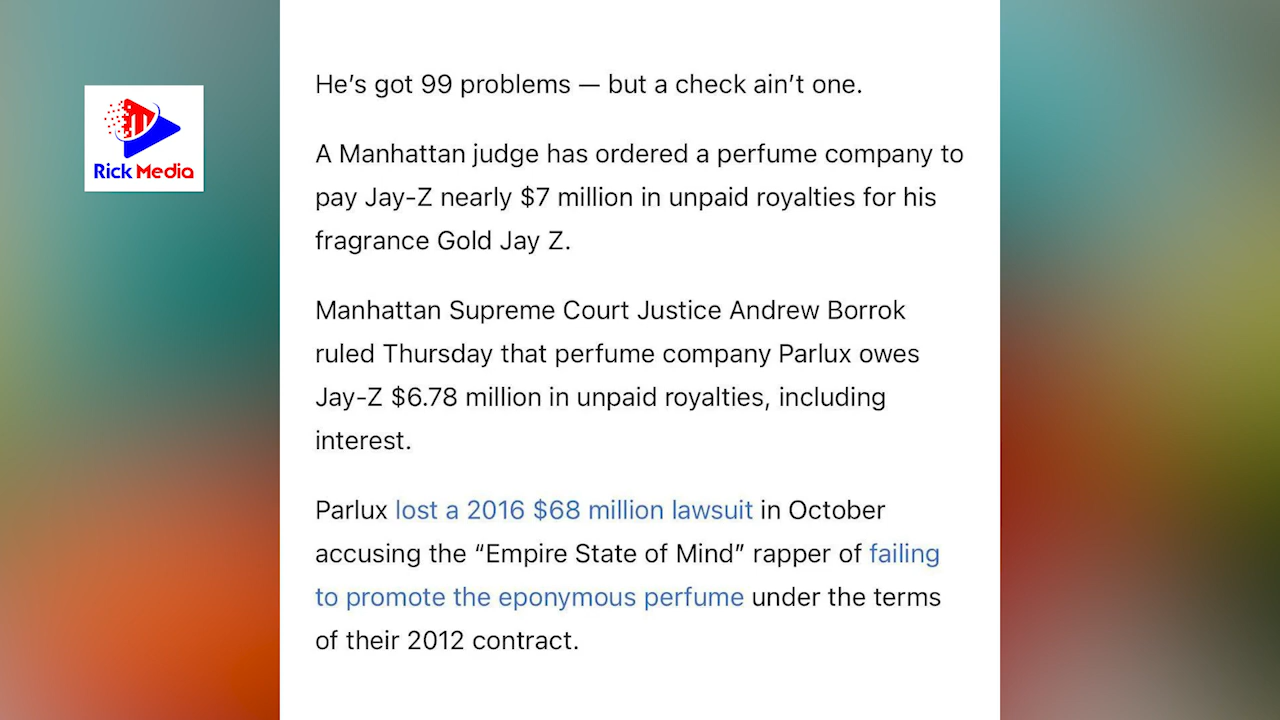 Rick Media
He’s got 99 problems — but a check ain’t one.
A Manhattan judge has ordered a perfume company to
pay Jay-Z nearly $7 million in unpaid royalties for his
fragrance Gold Jay Z.
Manhattan Supreme Court Justice Andrew Borrok
ruled Thursday that perfume company Parlux owes
Jay-Z $6.78 million in unpaid royalties, including
interest.
Parlux lost a 2016 $68 million lawsuit in October
accusing the “Empire State of Mind” rapper of failing
to promote the eponymous perfume under the terms
of their 2012 contract.